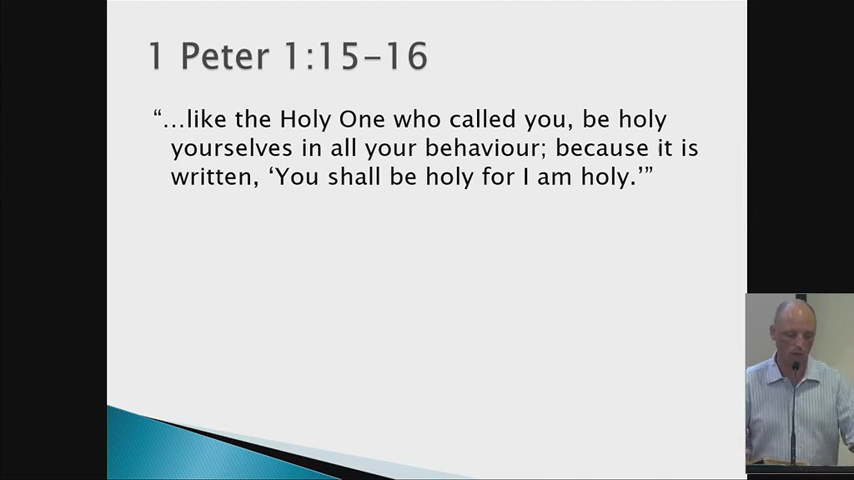 1 Peter 1:15-16
“…like the Holy One who called you, be holy
yourselves in all your behaviour; because it is
written, ‘You shall be holy for I am holy.’”